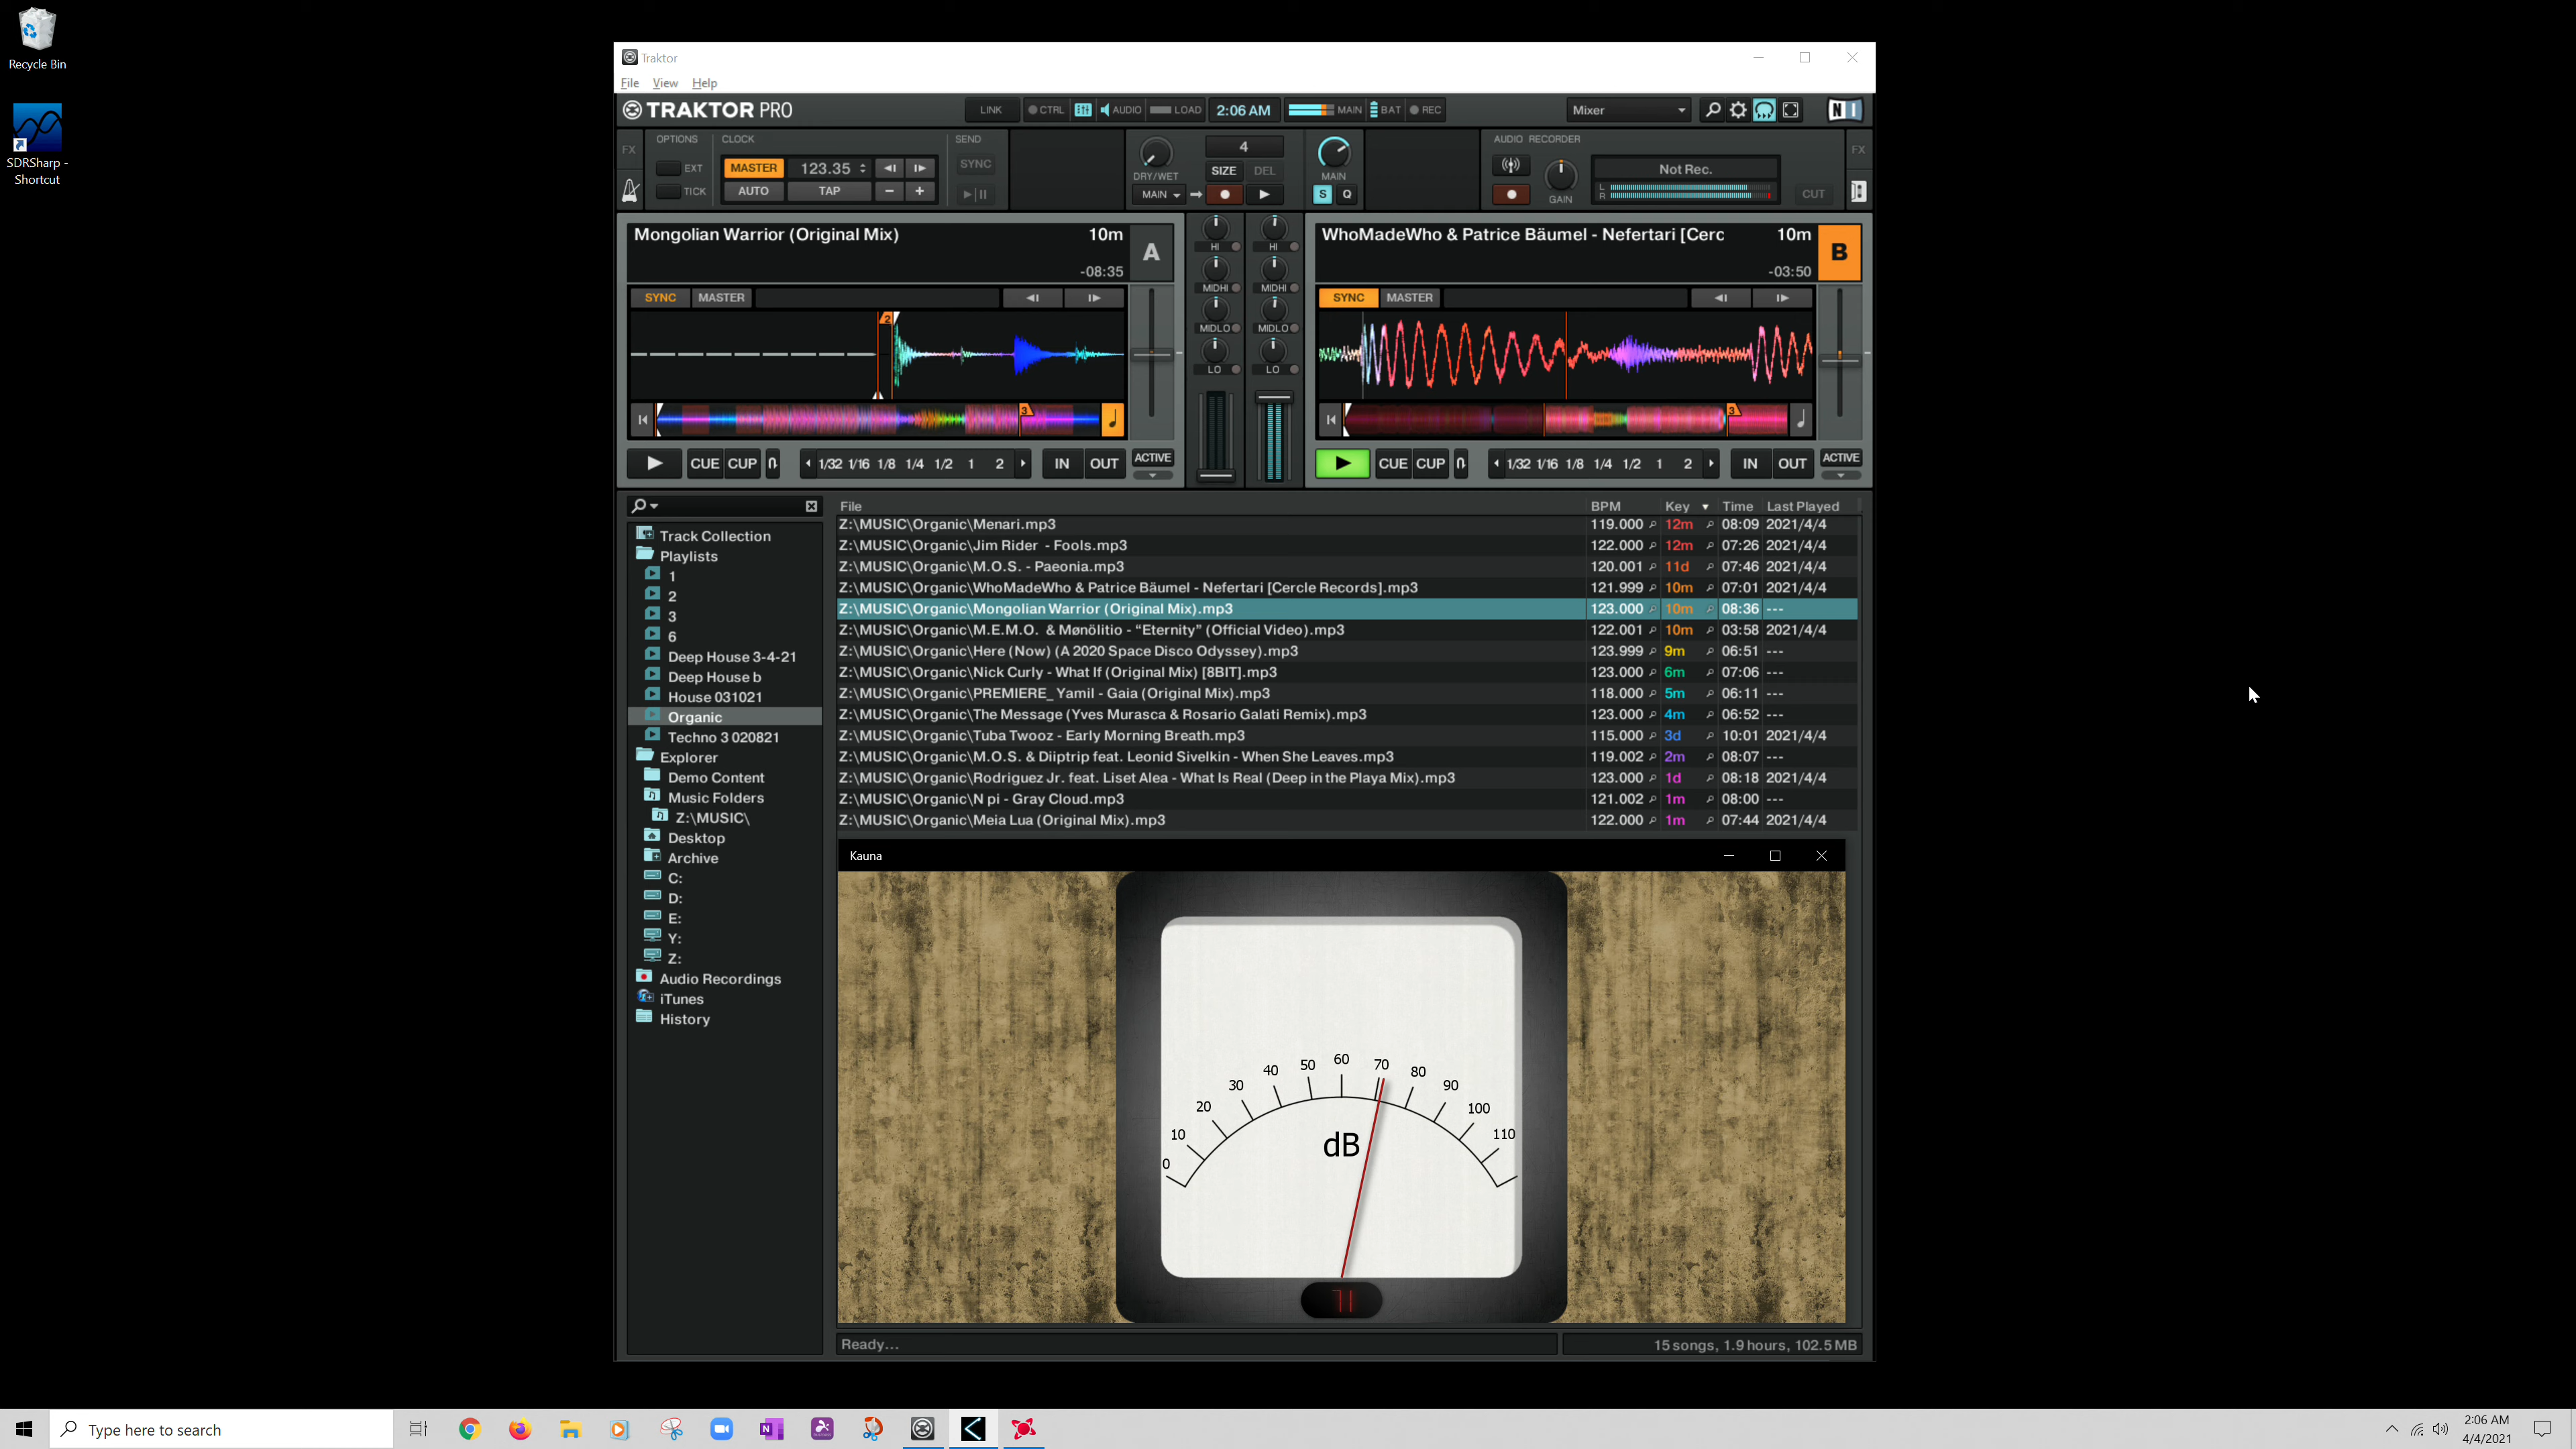 Recycle Bin
SDRSharp -
Shortcut
Traktor
File View Help
TRAKTOR PRO
LINK CTRL AUDIO LOAD 2:06 AM MAIN BAT REC Mixer
FX OPTIONS CLOCK SEND AUDIO RECORDER FX
EXT MASTER 123.35 SYNC
TICK AUTO TAP − +
DRY/WET 4 MAIN
SIZE DEL
MAIN S Q
Not Rec.
L
R
GAIN CUT
Mongolian Warrior (Original Mix) 10m A
-08:35
SYNC MASTER
2
3
CUE CUP 1/32 1/16 1/8 1/4 1/2 1 2 IN OUT ACTIVE
HI HI
MIDHI MIDHI
MIDLO MIDLO
LO LO
WhoMadeWho & Patrice Bäumel - Nefertari [Cerc 10m B
-03:50
SYNC MASTER
3
CUE CUP 1/32 1/16 1/8 1/4 1/2 1 2 IN OUT ACTIVE
Track Collection
Playlists
1
2
3
6
Deep House 3-4-21
Deep House b
House 031021
Organic
Techno 3 020821
Explorer
Demo Content
Music Folders
Z:\MUSIC\
Desktop
Archive
C:
D:
E:
Y:
Z:
Audio Recordings
iTunes
History
File BPM Key Time Last Played
Z:\MUSIC\Organic\Menari.mp3 119.000 12m 08:09 2021/4/4
Z:\MUSIC\Organic\Jim Rider - Fools.mp3 122.000 12m 07:26 2021/4/4
Z:\MUSIC\Organic\M.O.S. - Paeonia.mp3 120.001 11d 07:46 2021/4/4
Z:\MUSIC\Organic\WhoMadeWho & Patrice Bäumel - Nefertari [Cercle Records].mp3 121.999 10m 07:01 2021/4/4
Z:\MUSIC\Organic\Mongolian Warrior (Original Mix).mp3 123.000 10m 08:36 ---
Z:\MUSIC\Organic\M.E.M.O. & Mønölitio - “Eternity” (Official Video).mp3 122.001 10m 03:58 2021/4/4
Z:\MUSIC\Organic\Here (Now) (A 2020 Space Disco Odyssey).mp3 123.999 9m 06:51 ---
Z:\MUSIC\Organic\Nick Curly - What If (Original Mix) [8BIT].mp3 123.000 6m 07:06 ---
Z:\MUSIC\Organic\PREMIERE_ Yamil - Gaia (Original Mix).mp3 118.000 5m 06:11 ---
Z:\MUSIC\Organic\The Message (Yves Murasca & Rosario Galati Remix).mp3 123.000 4m 06:52 ---
Z:\MUSIC\Organic\Tuba Twooz - Early Morning Breath.mp3 115.000 3d 10:01 2021/4/4
Z:\MUSIC\Organic\M.O.S. & Diiptrip feat. Leonid Sivelkin - When She Leaves.mp3 119.002 2m 08:07 ---
Z:\MUSIC\Organic\Rodriguez Jr. feat. Liset Alea - What Is Real (Deep in the Playa Mix).mp3 123.000 1d 08:18 2021/4/4
Z:\MUSIC\Organic\N pi - Gray Cloud.mp3 121.002 1m 08:00 ---
Z:\MUSIC\Organic\Meia Lua (Original Mix).mp3 122.000 1m 07:44 2021/4/4
Kauna
0 10 20 30 40 50 60 70 80 90 100 110
dB
71
Ready...
15 songs, 1.9 hours, 102.5 MB
Type here to search
2:06 AM
4/4/2021